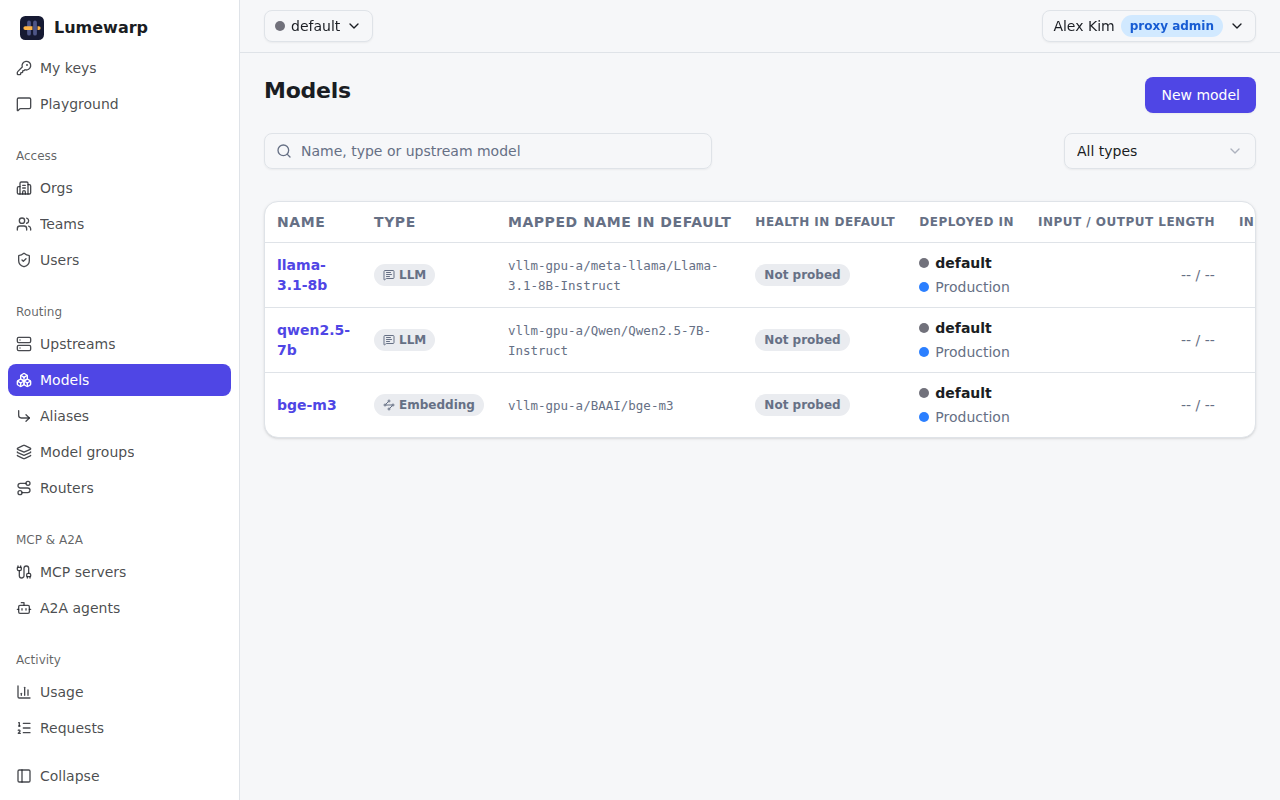 Lumewarp
My keys
Playground
Access
Orgs
Teams
Users
Routing
Upstreams
Models
Aliases
Model groups
Routers
MCP & A2A
MCP servers
A2A agents
Activity
Usage
Requests
Collapse
default
Alex Kim proxy admin
Models
New model
Name, type or upstream model
All types
NAME TYPE MAPPED NAME IN DEFAULT HEALTH IN DEFAULT DEPLOYED IN INPUT / OUTPUT LENGTH IN
llama-
3.1-8b
LLM
vllm-gpu-a/meta-llama/Llama-
3.1-8B-Instruct
Not probed
default
Production
-- / --
qwen2.5-
7b
LLM
vllm-gpu-a/Qwen/Qwen2.5-7B-
Instruct
Not probed
default
Production
-- / --
bge-m3
Embedding
vllm-gpu-a/BAAI/bge-m3
Not probed
default
Production
-- / --